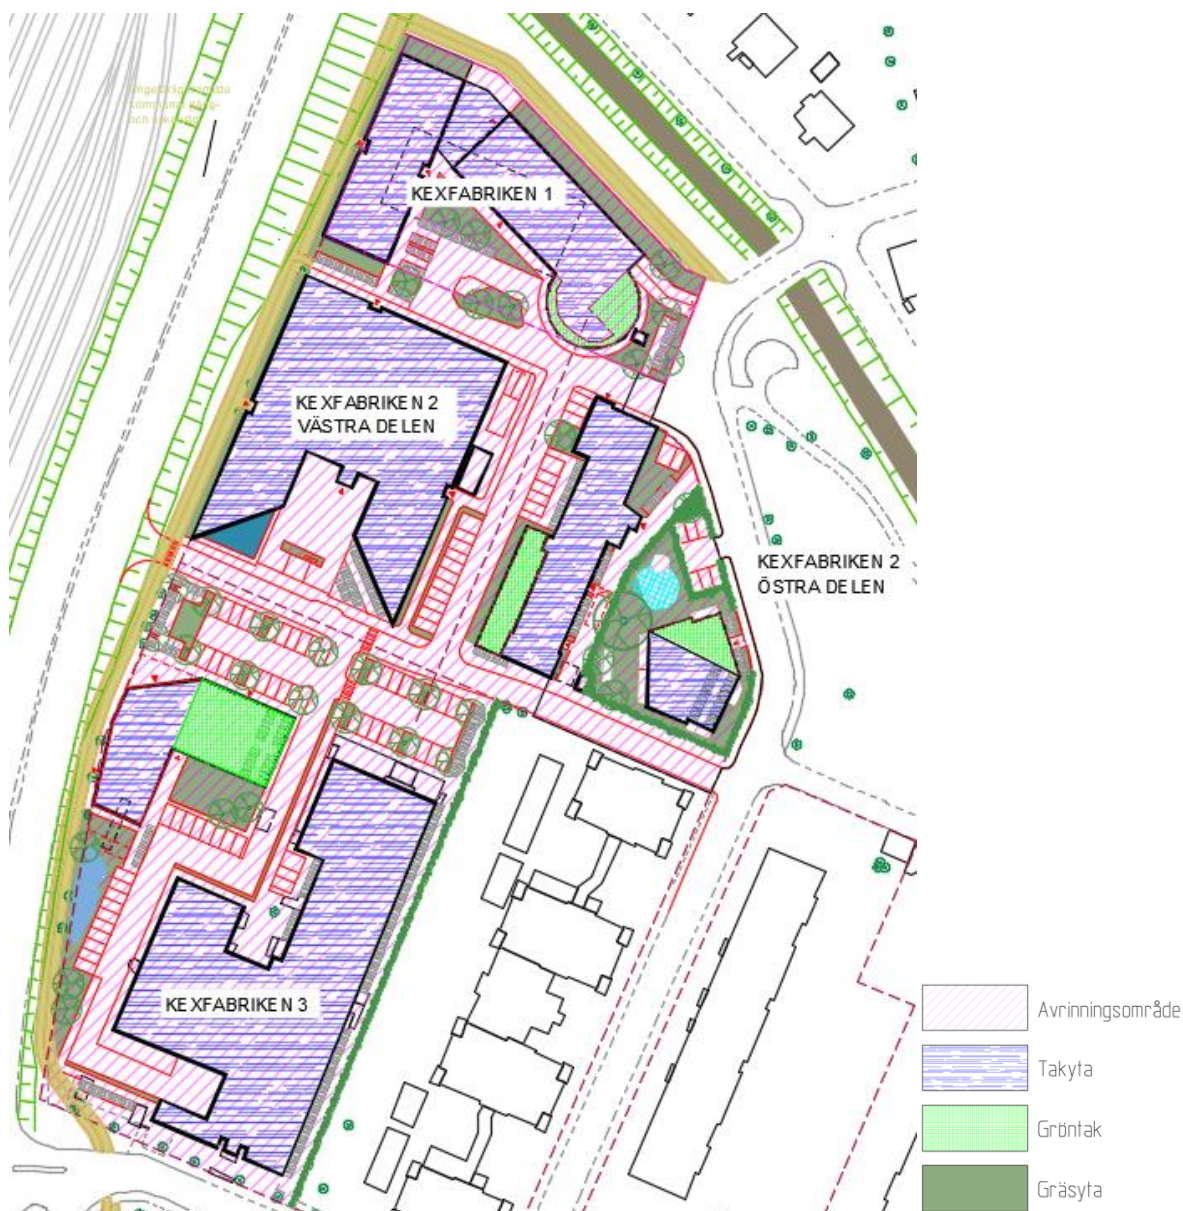 KEXFABRIKEN 1
KEXFABRIKEN 2
VÄSTRA DELEN
KEXFABRIKEN 2
ÖSTRA DELEN
KEXFABRIKEN 3
Avrinningsområde
Takyta
Gröntak
Gräsyta